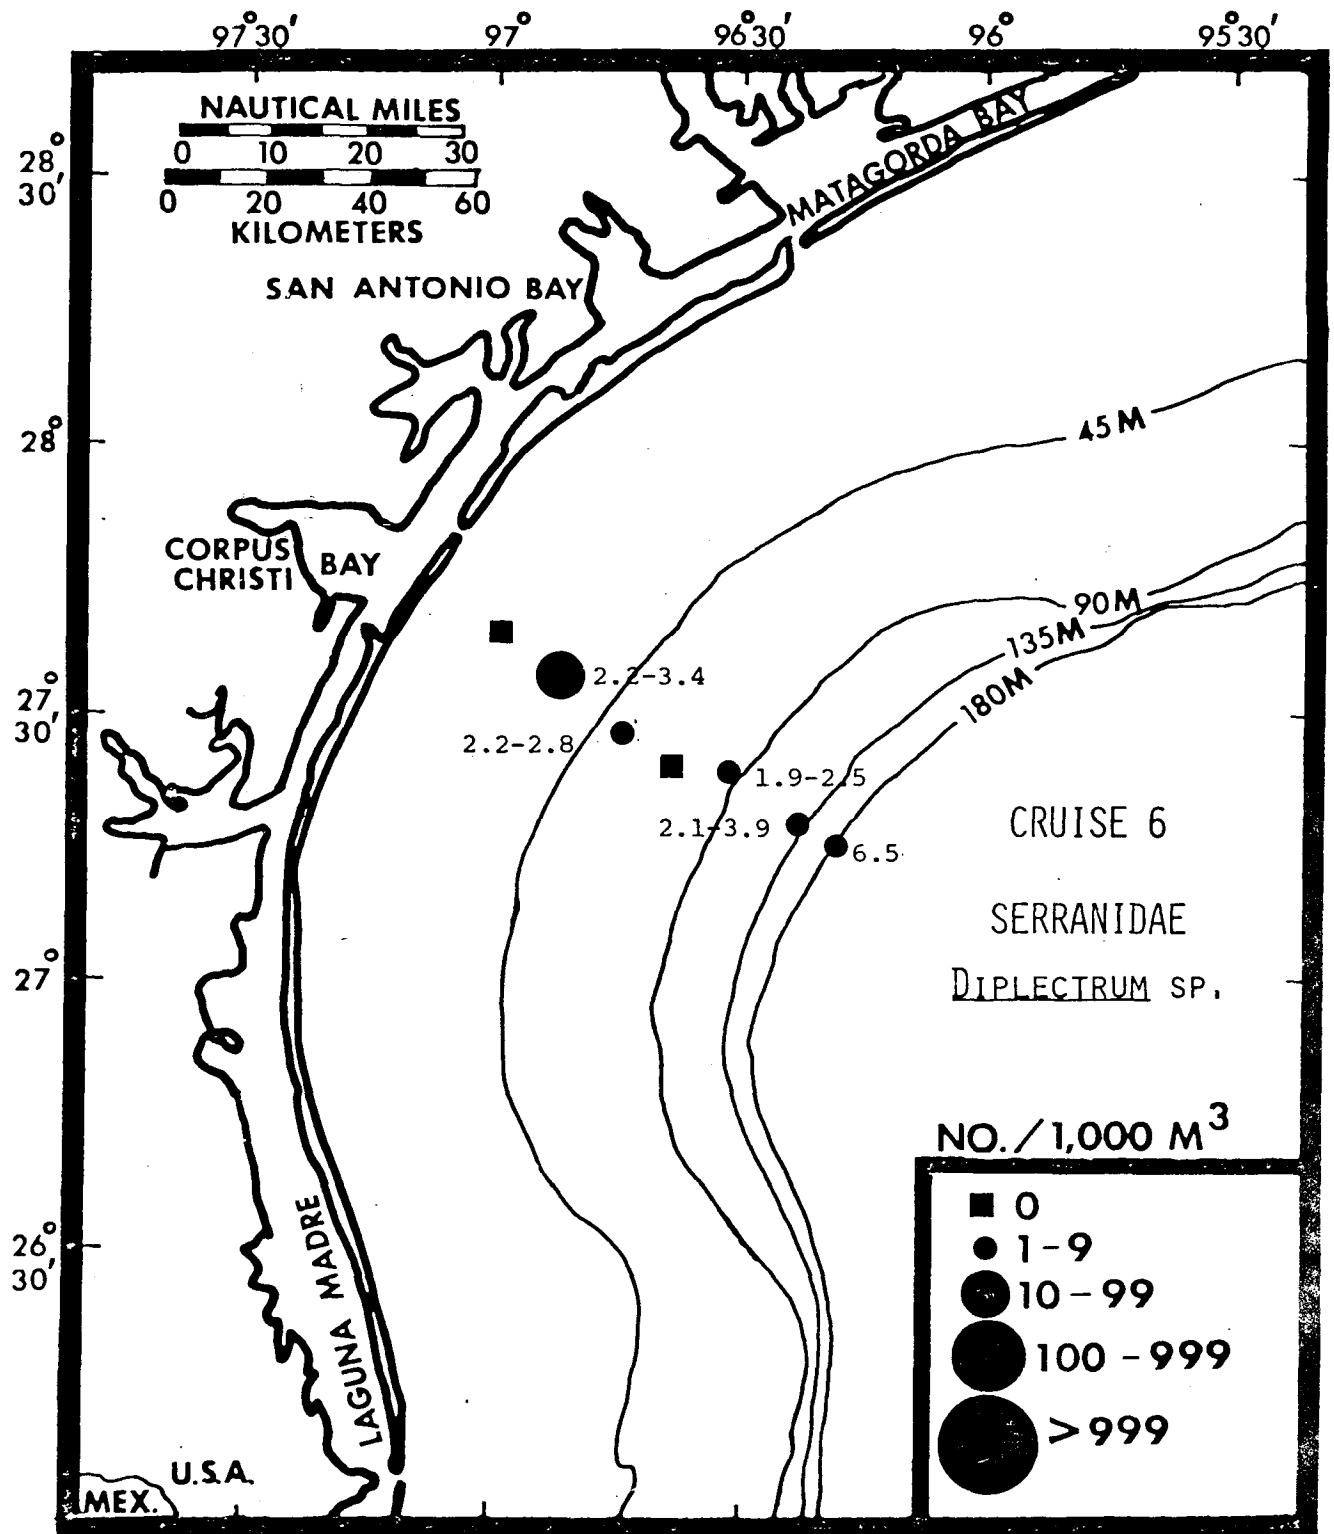 97°30′ 97° 96°30′ 96° 95°30′
NAUTICAL MILES
0 10 20 30
0 20 40 60
KILOMETERS
28°
30′
MATAGORDA BAY
SAN ANTONIO BAY
28°
45M
CORPUS
CHRISTI BAY
90M
135M
180M
27°
30′
2.2-3.4
2.2-2.8
1.9-2.5
2.1-3.9
6.5
CRUISE 6
SERRANIDAE
DIPLECTRUM SP.
27°
NO./1,000 M³
0
1-9
10-99
100-999
>999
26°
30′
LAGUNA MADRE
U.S.A.
MEX.